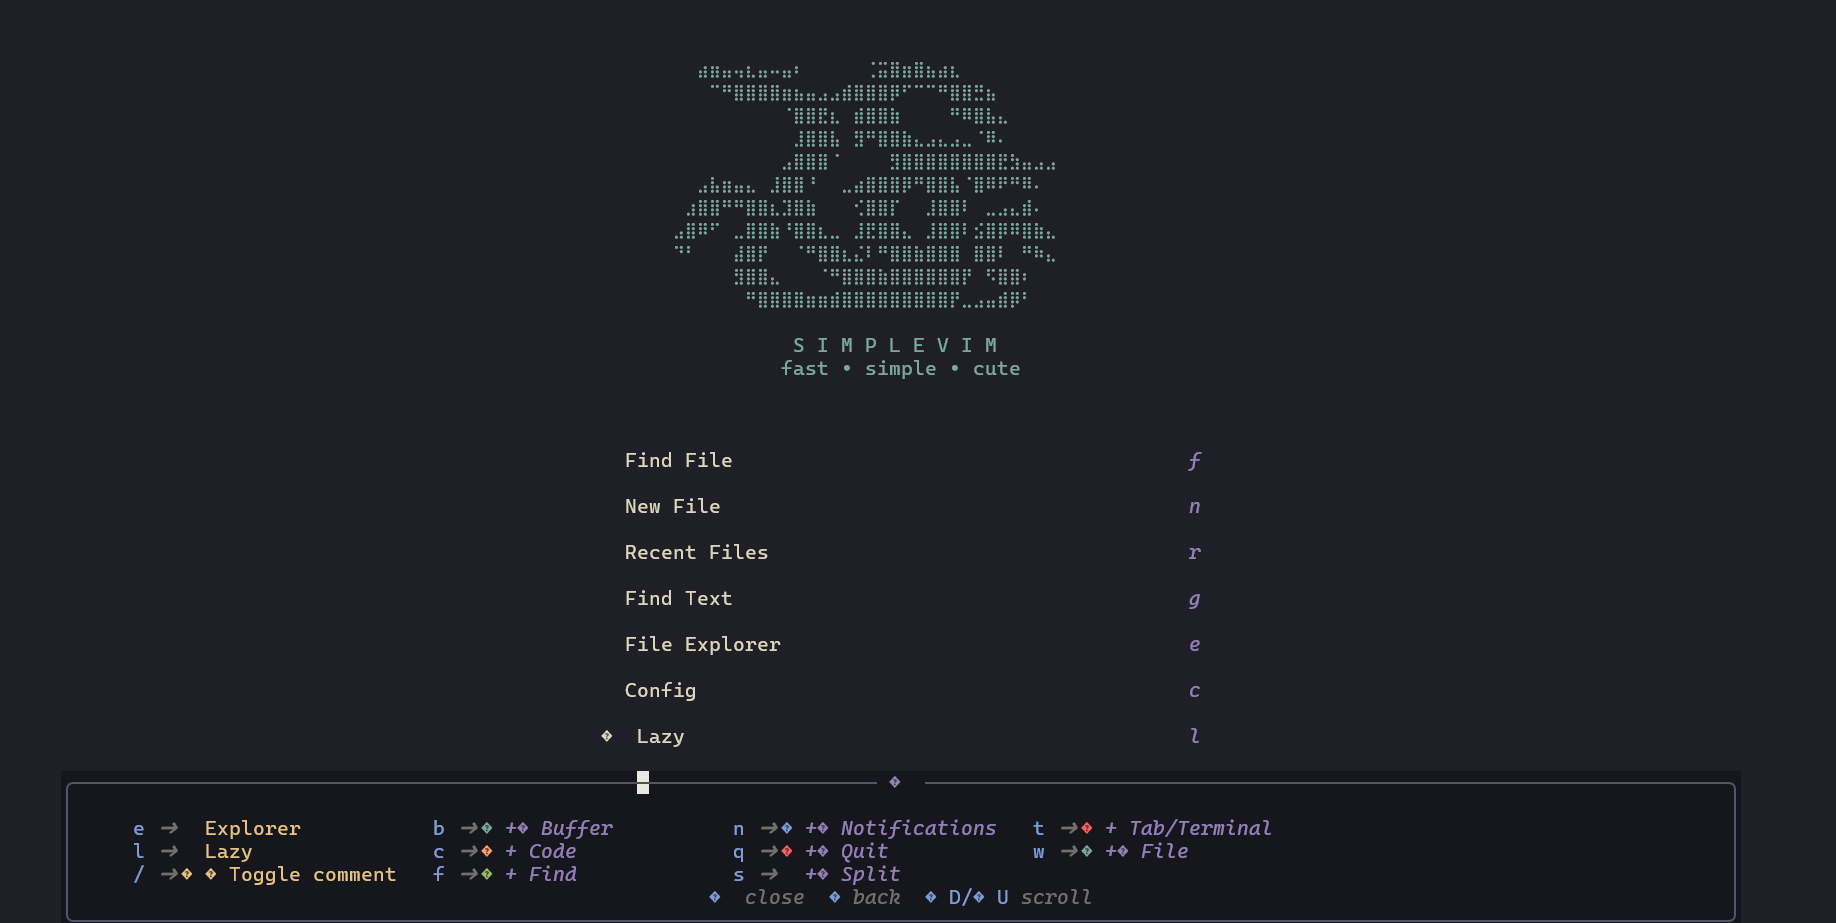 S I M P L E V I M
fast • simple • cute
Find File f
New File n
Recent Files r
Find Text g
File Explorer e
Config c
� Lazy l
�
e → Explorer b →� +� Buffer n →� +� Notifications t →� + Tab/Terminal
l → Lazy c →� + Code q →� +� Quit w →� +� File
/ →� � Toggle comment f →� + Find s → +� Split
� close � back � D/� U scroll